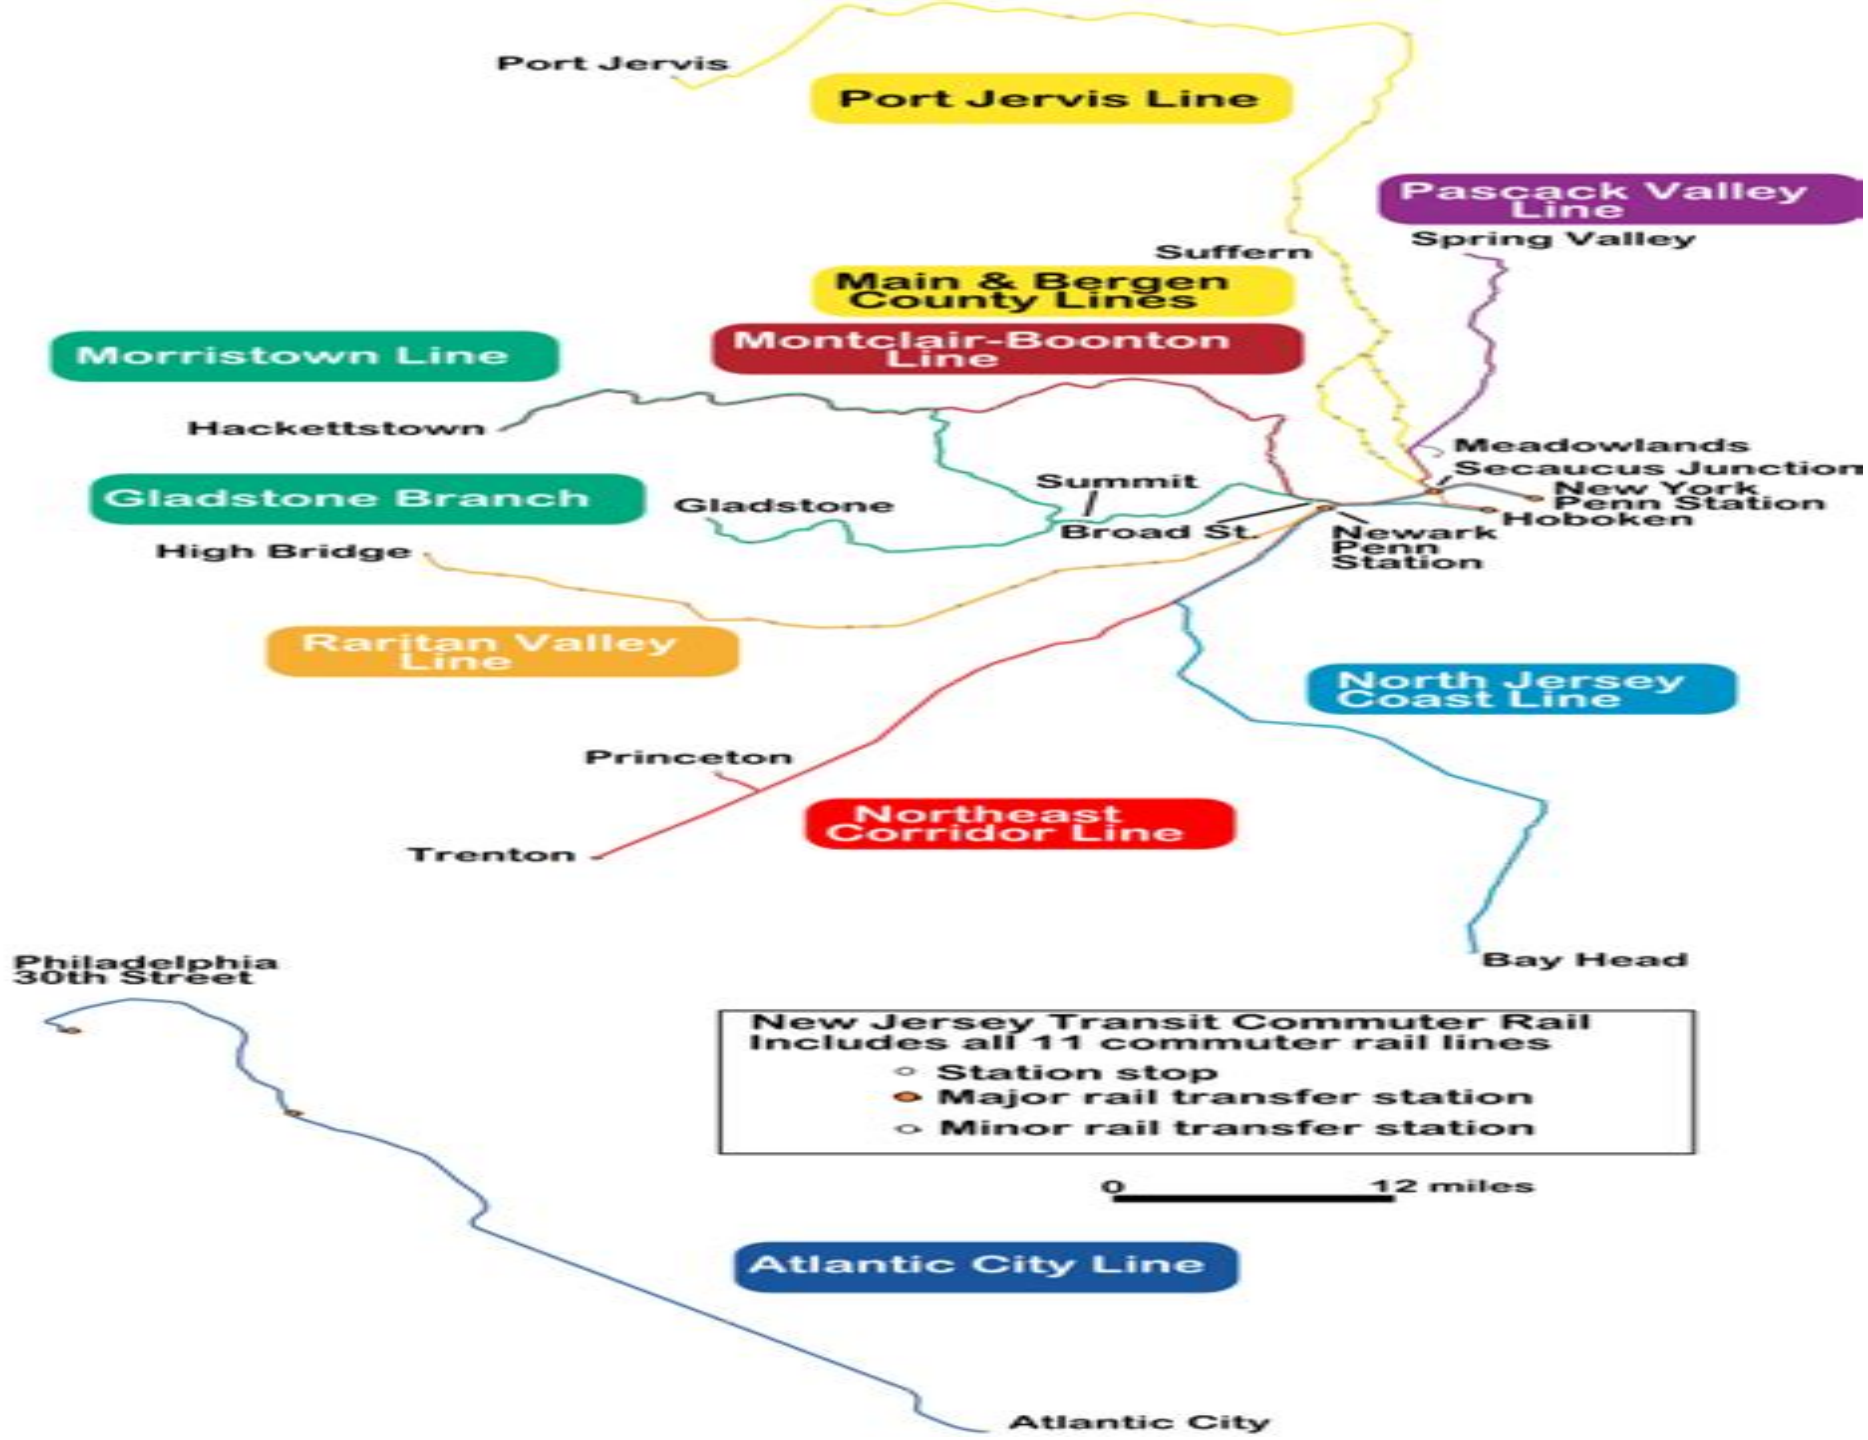 Port Jervis
Port Jervis Line
Pascack Valley
Line
Spring Valley
Suffern
Main & Bergen
County Lines
Montclair-Boonton
Line
Morristown Line
Hackettstown
Meadowlands
Secaucus Junction
New York
Penn Station
Hoboken
Summit
Gladstone Branch
Gladstone
Broad St.
Newark
Penn
Station
High Bridge
Raritan Valley
Line
North Jersey
Coast Line
Princeton
Northeast
Corridor Line
Trenton
Bay Head
Philadelphia
30th Street
New Jersey Transit Commuter Rail
Includes all 11 commuter rail lines
Station stop
Major rail transfer station
Minor rail transfer station
0 12 miles
Atlantic City Line
Atlantic City